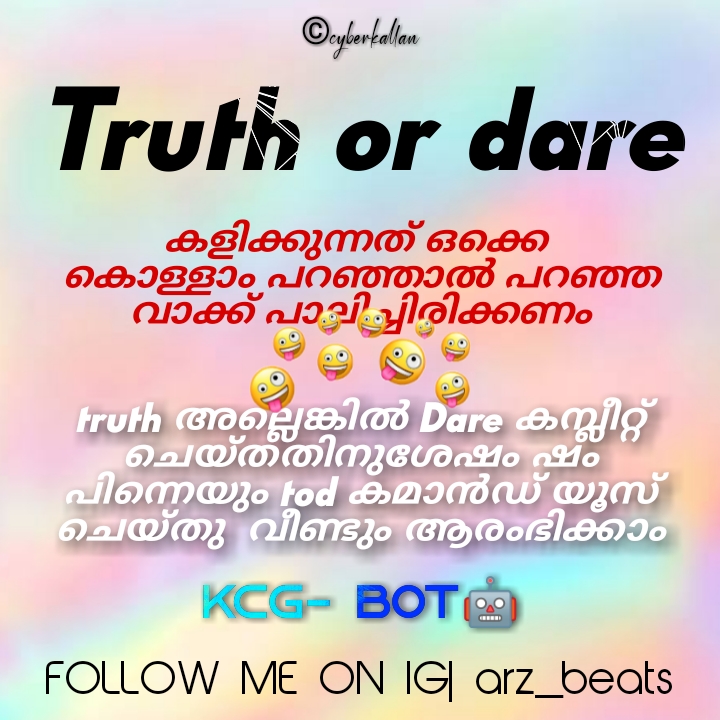 ©cyberkallan
Truth or dare
കളിക്കുന്നത് ഒക്കെ
കൊള്ളാം പറഞ്ഞാൽ പറഞ്ഞ
വാക്ക് പാലിച്ചിരിക്കണം
truth അല്ലെങ്കിൽ Dare കമ്പ്ലീറ്റ്
ചെയ്തതിനുശേഷം ഷം
പിന്നെയും tod കമാൻഡ് യൂസ്
ചെയ്തു വീണ്ടും ആരംഭിക്കാം
KCG- BOT
FOLLOW ME ON IG| arz_beats